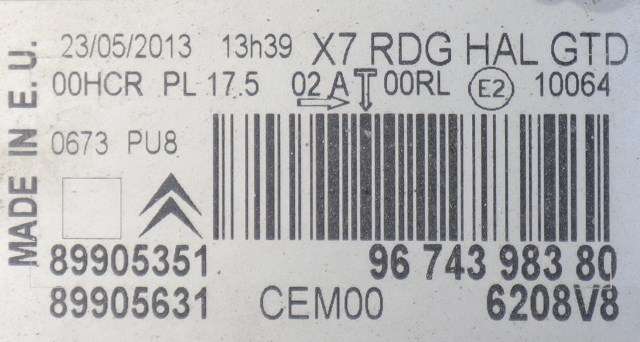 MADE IN E.U.
23/05/2013 13h39 X7 RDG HAL GTD
00HCR PL 17.5 02 A 00RL E2 10064
0673 PU8
89905351 96 743 983 80
89905631 CEM00 6208V8